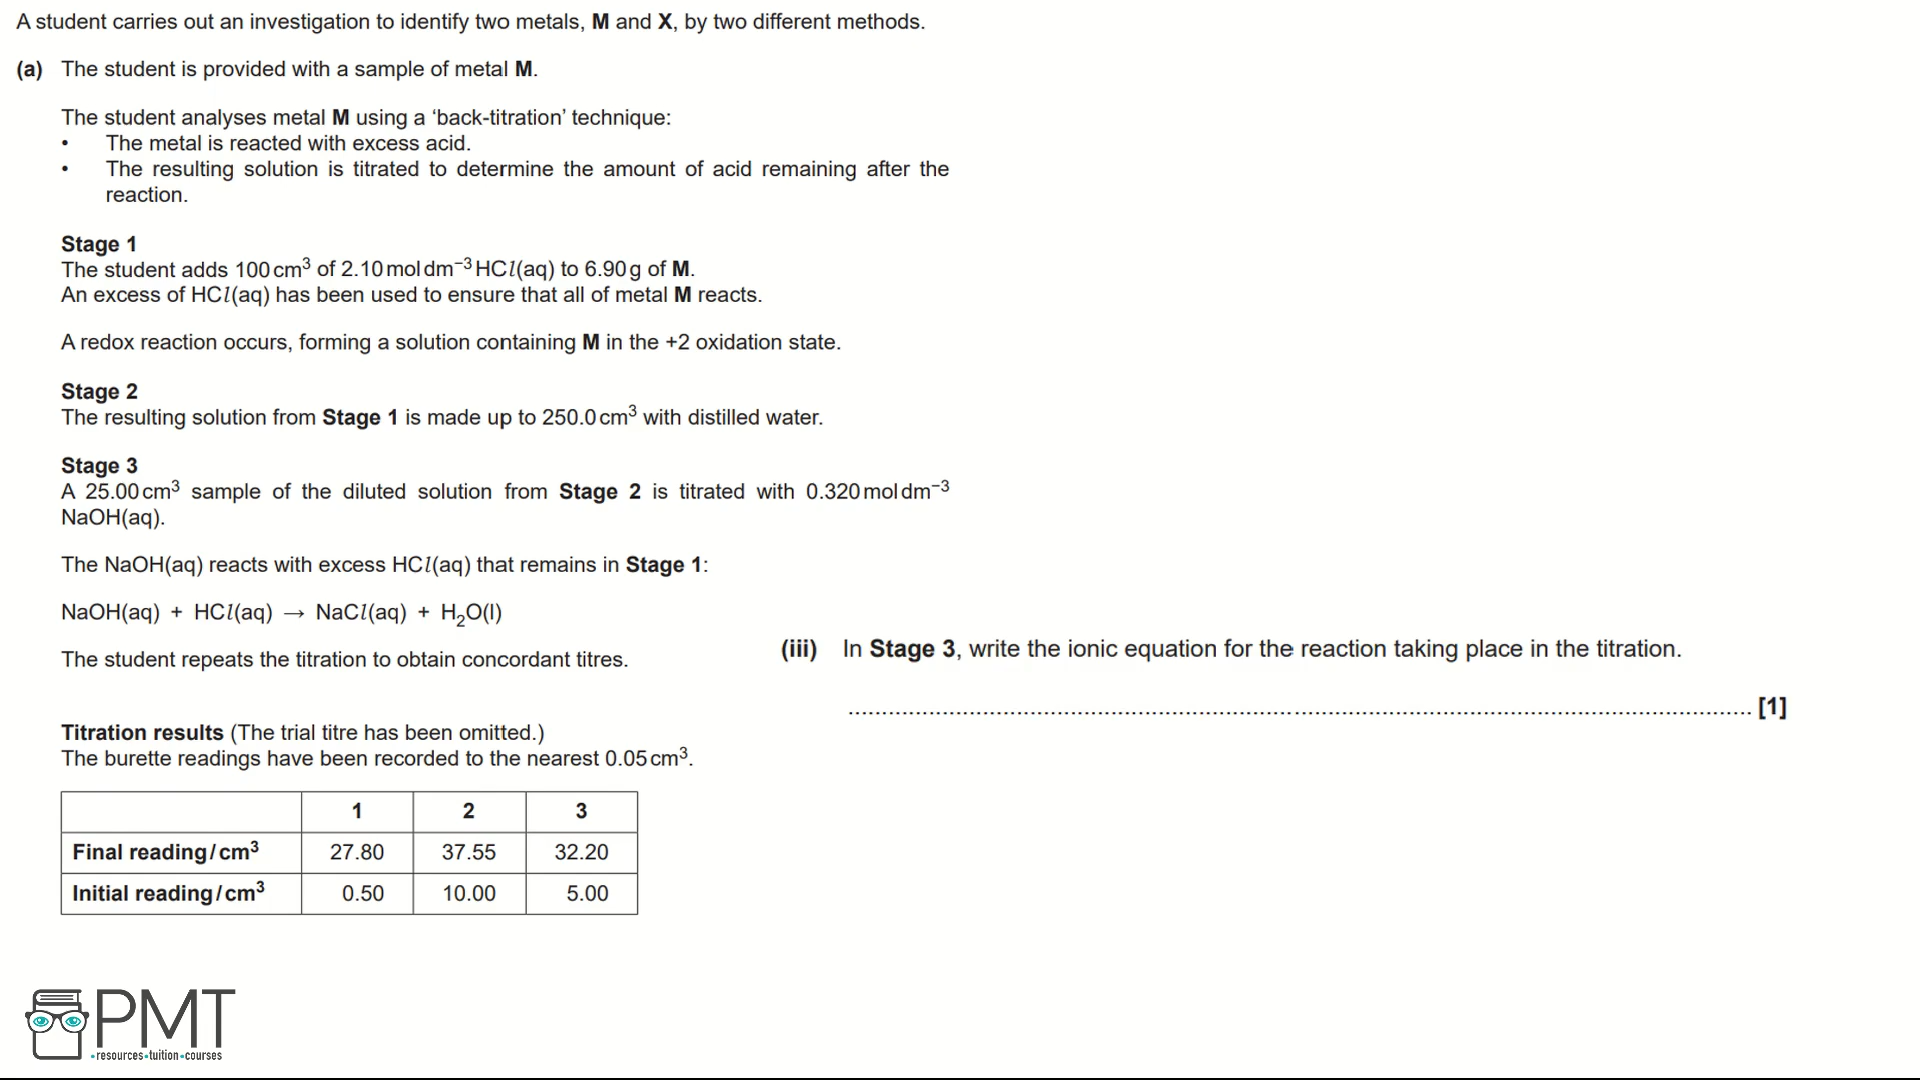 A student carries out an investigation to identify two metals, M and X, by two different methods.
(a) The student is provided with a sample of metal M.
The student analyses metal M using a ‘back-titration’ technique:
• The metal is reacted with excess acid.
• The resulting solution is titrated to determine the amount of acid remaining after the
reaction.
Stage 1
The student adds 100 cm³ of 2.10 mol dm⁻³ HCl(aq) to 6.90 g of M.
An excess of HCl(aq) has been used to ensure that all of metal M reacts.
A redox reaction occurs, forming a solution containing M in the +2 oxidation state.
Stage 2
The resulting solution from Stage 1 is made up to 250.0 cm³ with distilled water.
Stage 3
A 25.00 cm³ sample of the diluted solution from Stage 2 is titrated with 0.320 mol dm⁻³
NaOH(aq).
The NaOH(aq) reacts with excess HCl(aq) that remains in Stage 1:
NaOH(aq) + HCl(aq) → NaCl(aq) + H₂O(l)
The student repeats the titration to obtain concordant titres.
Titration results (The trial titre has been omitted.)
The burette readings have been recorded to the nearest 0.05 cm³.
1 2 3
Final reading / cm³ 27.80 37.55 32.20
Initial reading / cm³ 0.50 10.00 5.00
(iii) In Stage 3, write the ionic equation for the reaction taking place in the titration.
.......................................................................................................................................... [1]
PMT
•resources•tuition•courses